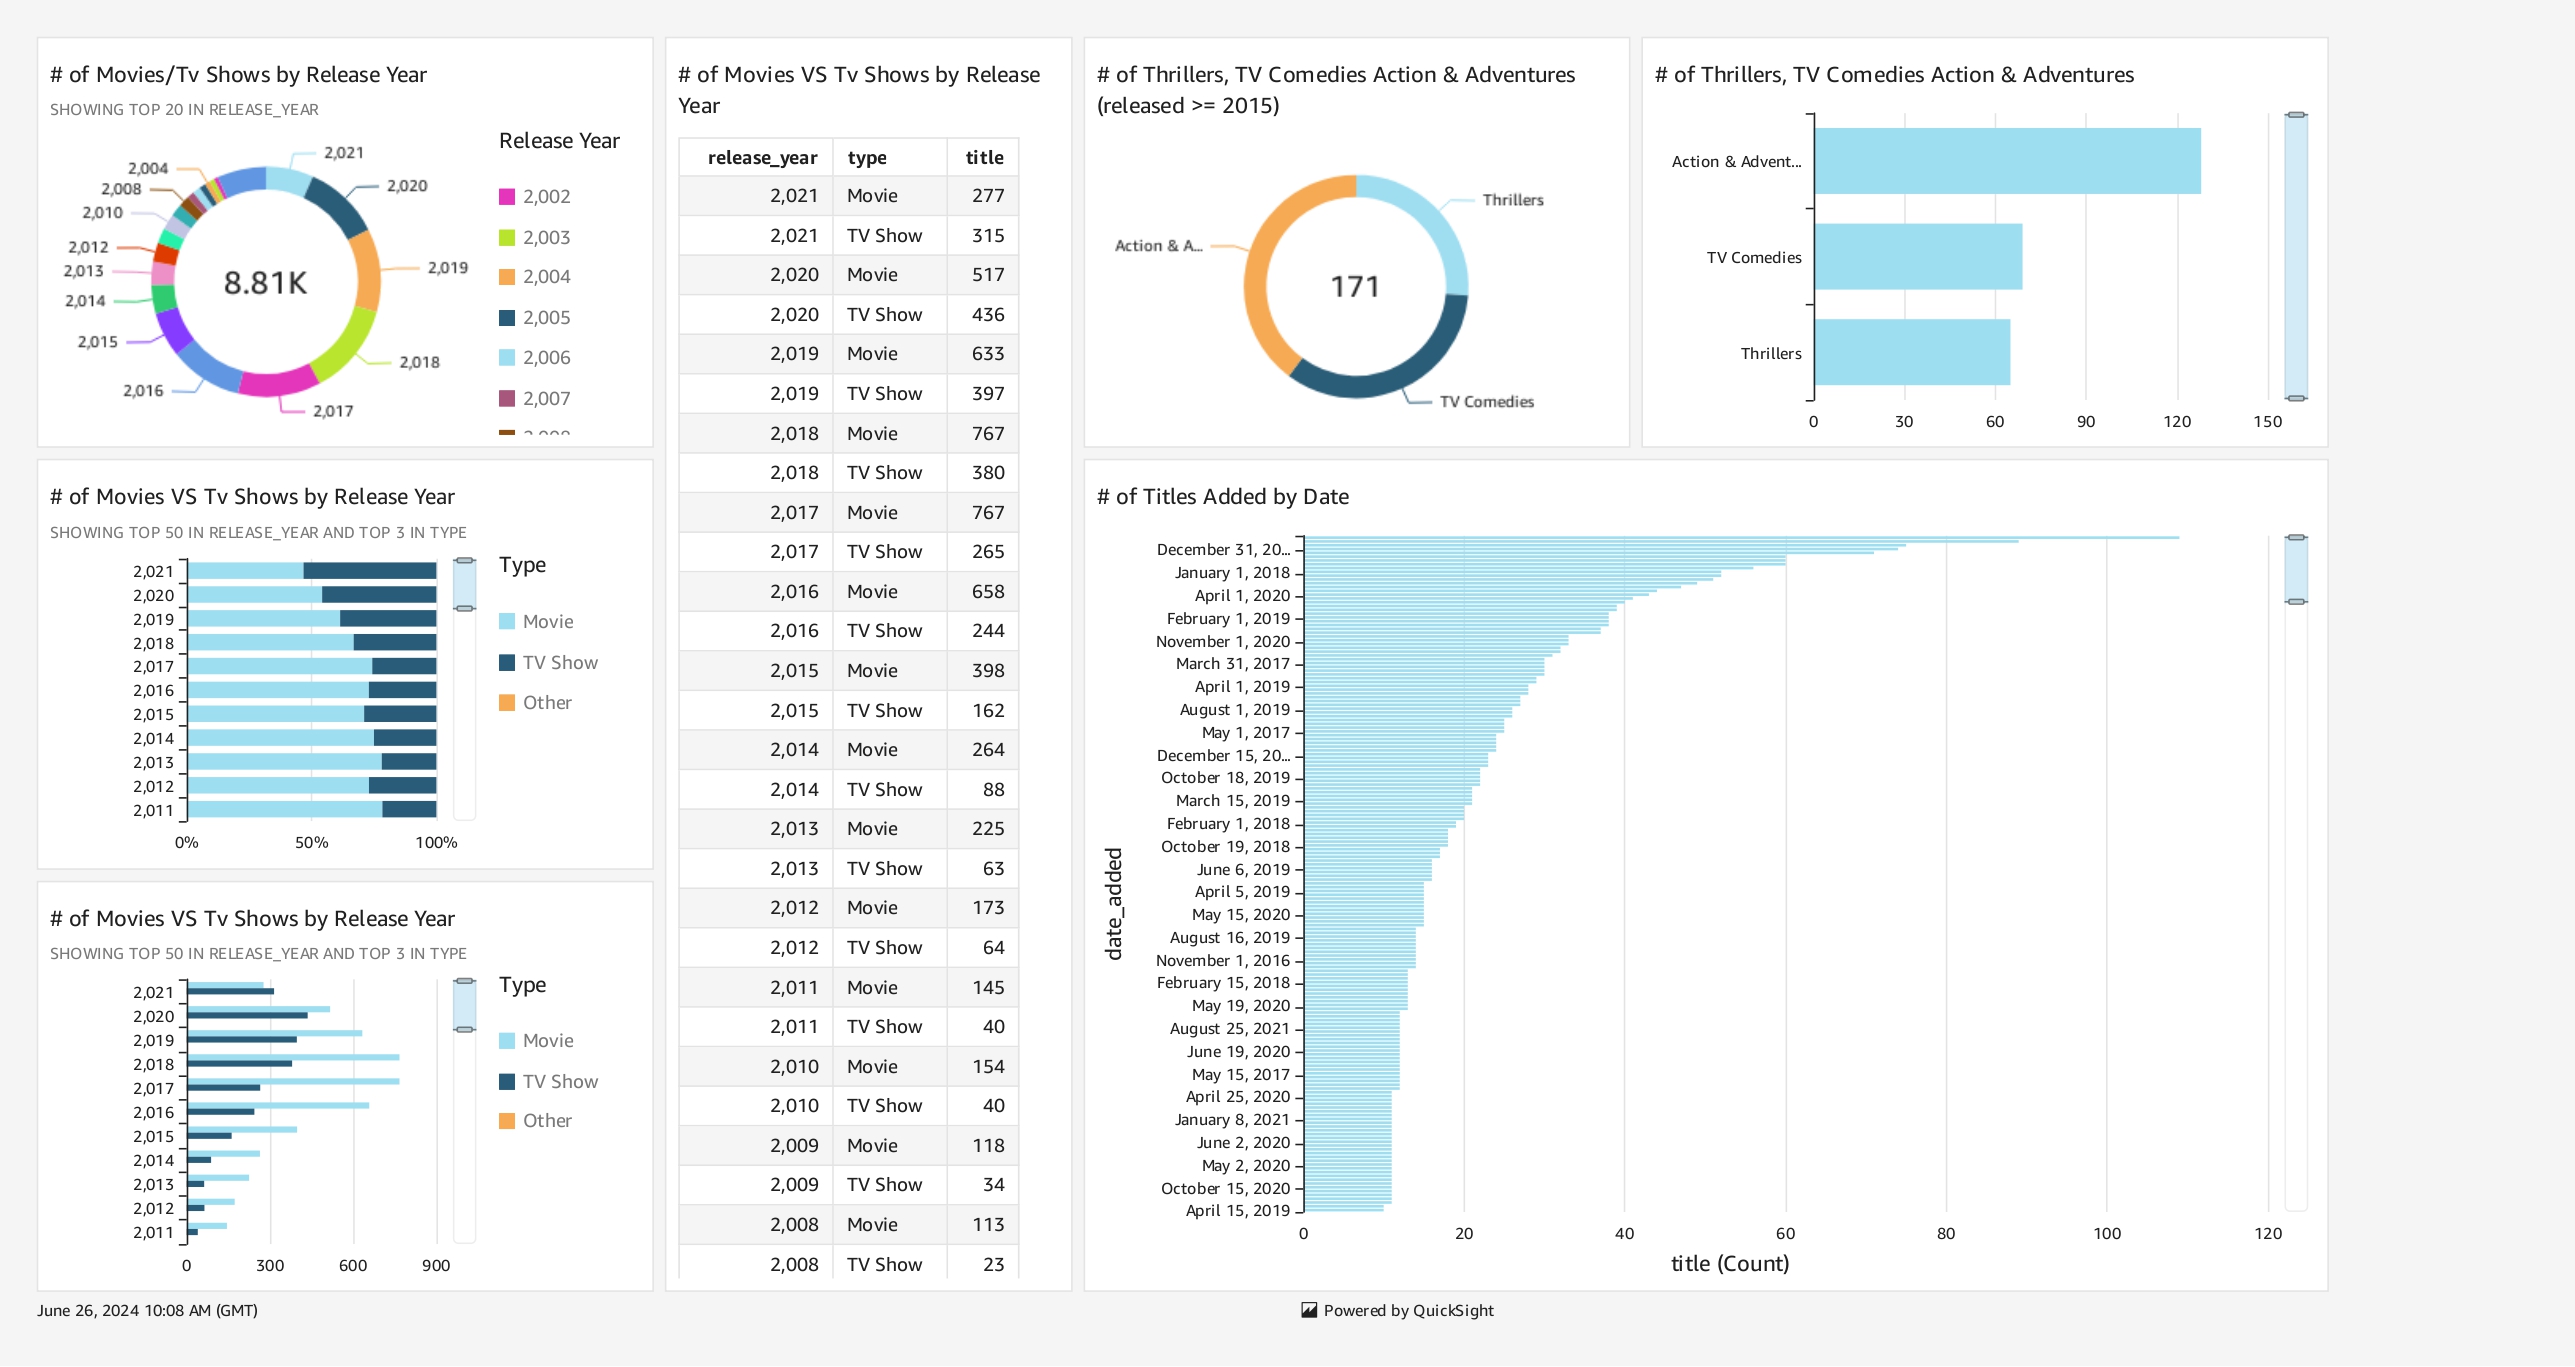 # of Movies/Tv Shows by Release Year
SHOWING TOP 20 IN RELEASE_YEAR
2,021
2,020
2,019
2,018
2,017
2,016
2,015
2,014
2,013
2,012
2,010
2,008
2,004
8.81K
Release Year
2,002
2,003
2,004
2,005
2,006
2,007
# of Movies VS Tv Shows by Release Year
SHOWING TOP 50 IN RELEASE_YEAR AND TOP 3 IN TYPE
2,021
2,020
2,019
2,018
2,017
2,016
2,015
2,014
2,013
2,012
2,011
0% 50% 100%
Type
Movie
TV Show
Other
# of Movies VS Tv Shows by Release Year
SHOWING TOP 50 IN RELEASE_YEAR AND TOP 3 IN TYPE
2,021
2,020
2,019
2,018
2,017
2,016
2,015
2,014
2,013
2,012
2,011
0 300 600 900
Type
Movie
TV Show
Other
# of Movies VS Tv Shows by Release
Year
release_year type title
2,021 Movie 277
2,021 TV Show 315
2,020 Movie 517
2,020 TV Show 436
2,019 Movie 633
2,019 TV Show 397
2,018 Movie 767
2,018 TV Show 380
2,017 Movie 767
2,017 TV Show 265
2,016 Movie 658
2,016 TV Show 244
2,015 Movie 398
2,015 TV Show 162
2,014 Movie 264
2,014 TV Show 88
2,013 Movie 225
2,013 TV Show 63
2,012 Movie 173
2,012 TV Show 64
2,011 Movie 145
2,011 TV Show 40
2,010 Movie 154
2,010 TV Show 40
2,009 Movie 118
2,009 TV Show 34
2,008 Movie 113
2,008 TV Show 23
# of Thrillers, TV Comedies Action & Adventures
(released >= 2015)
Thrillers
Action & A...
171
TV Comedies
# of Thrillers, TV Comedies Action & Adventures
Action & Advent...
TV Comedies
Thrillers
0 30 60 90 120 150
# of Titles Added by Date
date_added
December 31, 20...
January 1, 2018
April 1, 2020
February 1, 2019
November 1, 2020
March 31, 2017
April 1, 2019
August 1, 2019
May 1, 2017
December 15, 20...
October 18, 2019
March 15, 2019
February 1, 2018
October 19, 2018
June 6, 2019
April 5, 2019
May 15, 2020
August 16, 2019
November 1, 2016
February 15, 2018
May 19, 2020
August 25, 2021
June 19, 2020
May 15, 2017
April 25, 2020
January 8, 2021
June 2, 2020
May 2, 2020
October 15, 2020
April 15, 2019
0 20 40 60 80 100 120
title (Count)
June 26, 2024 10:08 AM (GMT)
Powered by QuickSight